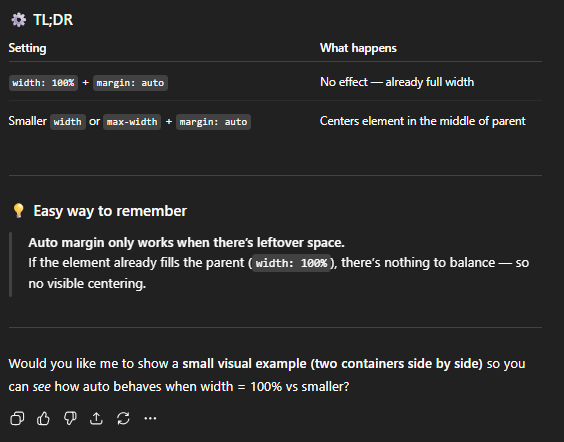 ⚙️ TL;DR
Setting What happens
width: 100% + margin: auto No effect — already full width
Smaller width or max-width + margin: auto Centers element in the middle of parent
💡 Easy way to remember
Auto margin only works when there’s leftover space.
If the element already fills the parent (width: 100%), there’s nothing to balance — so
no visible centering.
Would you like me to show a small visual example (two containers side by side) so you
can see how auto behaves when width = 100% vs smaller?